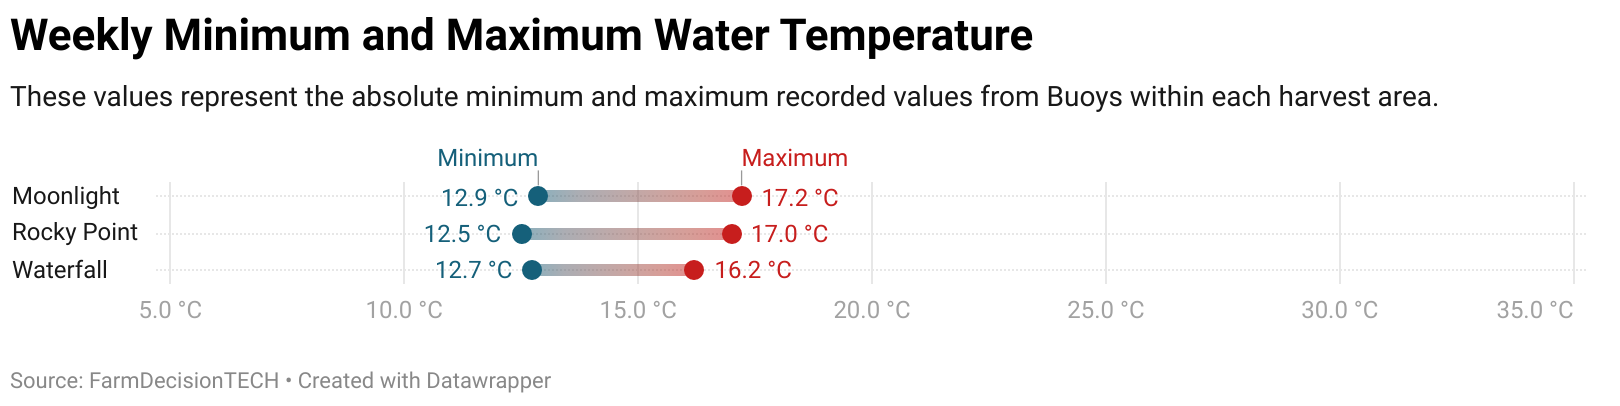 Weekly Minimum and Maximum Water Temperature
These values represent the absolute minimum and maximum recorded values from Buoys within each harvest area.
Minimum Maximum
Moonlight 12.9 °C 17.2 °C
Rocky Point 12.5 °C 17.0 °C
Waterfall 12.7 °C 16.2 °C
5.0 °C 10.0 °C 15.0 °C 20.0 °C 25.0 °C 30.0 °C 35.0 °C
Source: FarmDecisionTECH • Created with Datawrapper